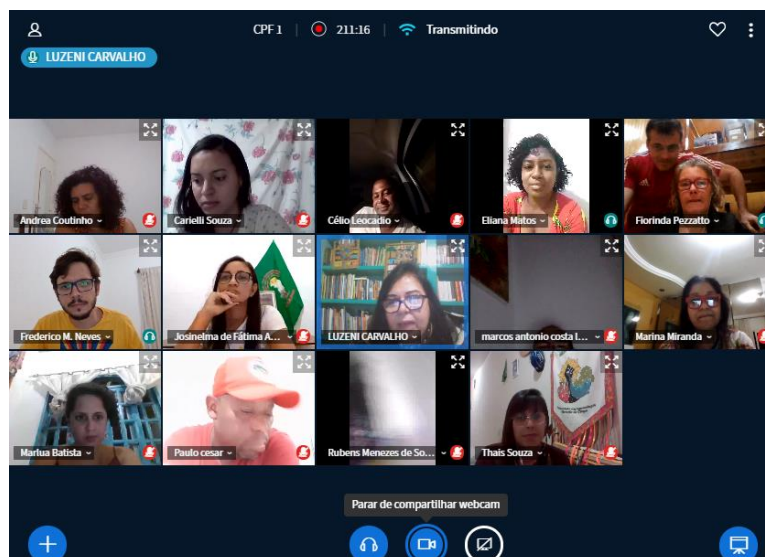 CPF 1 211:16 Transmitindo
LUZENI CARVALHO
Andrea Coutinho
Carielli Souza
Célio Leocadio
Eliana Matos
Fiorinda Pezzatto
Frederico M. Neves
Josinelma de Fátima A...
LUZENI CARVALHO
marcos antonio costa l...
Marina Miranda
Marlua Batista
Paulo cesar
Rubens Menezes de So...
Thais Souza
Parar de compartilhar webcam